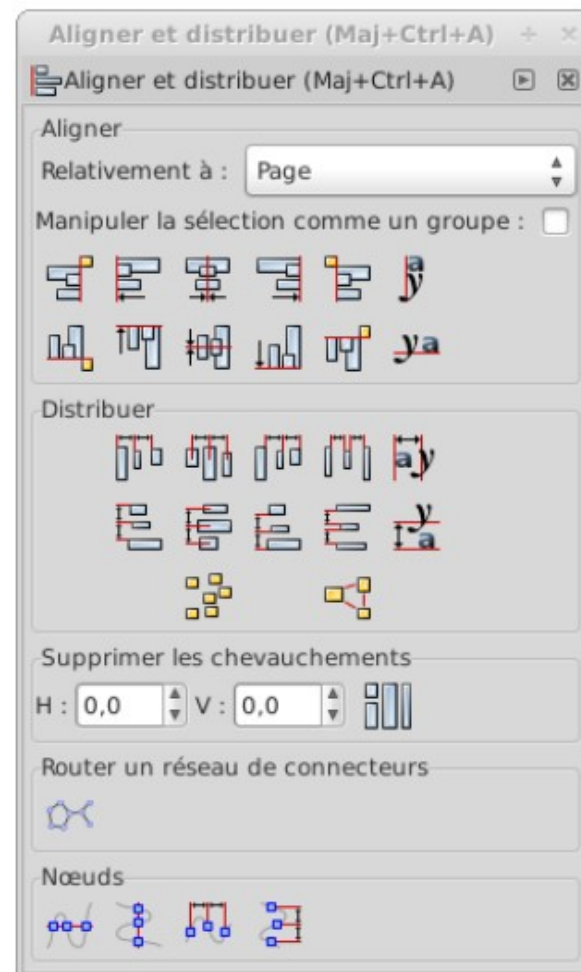 Aligner et distribuer (Maj+Ctrl+A)
Aligner et distribuer (Maj+Ctrl+A)
Aligner
Relativement à : Page
Manipuler la sélection comme un groupe :
Distribuer
Supprimer les chevauchements
H : 0,0 V : 0,0
Router un réseau de connecteurs
Nœuds